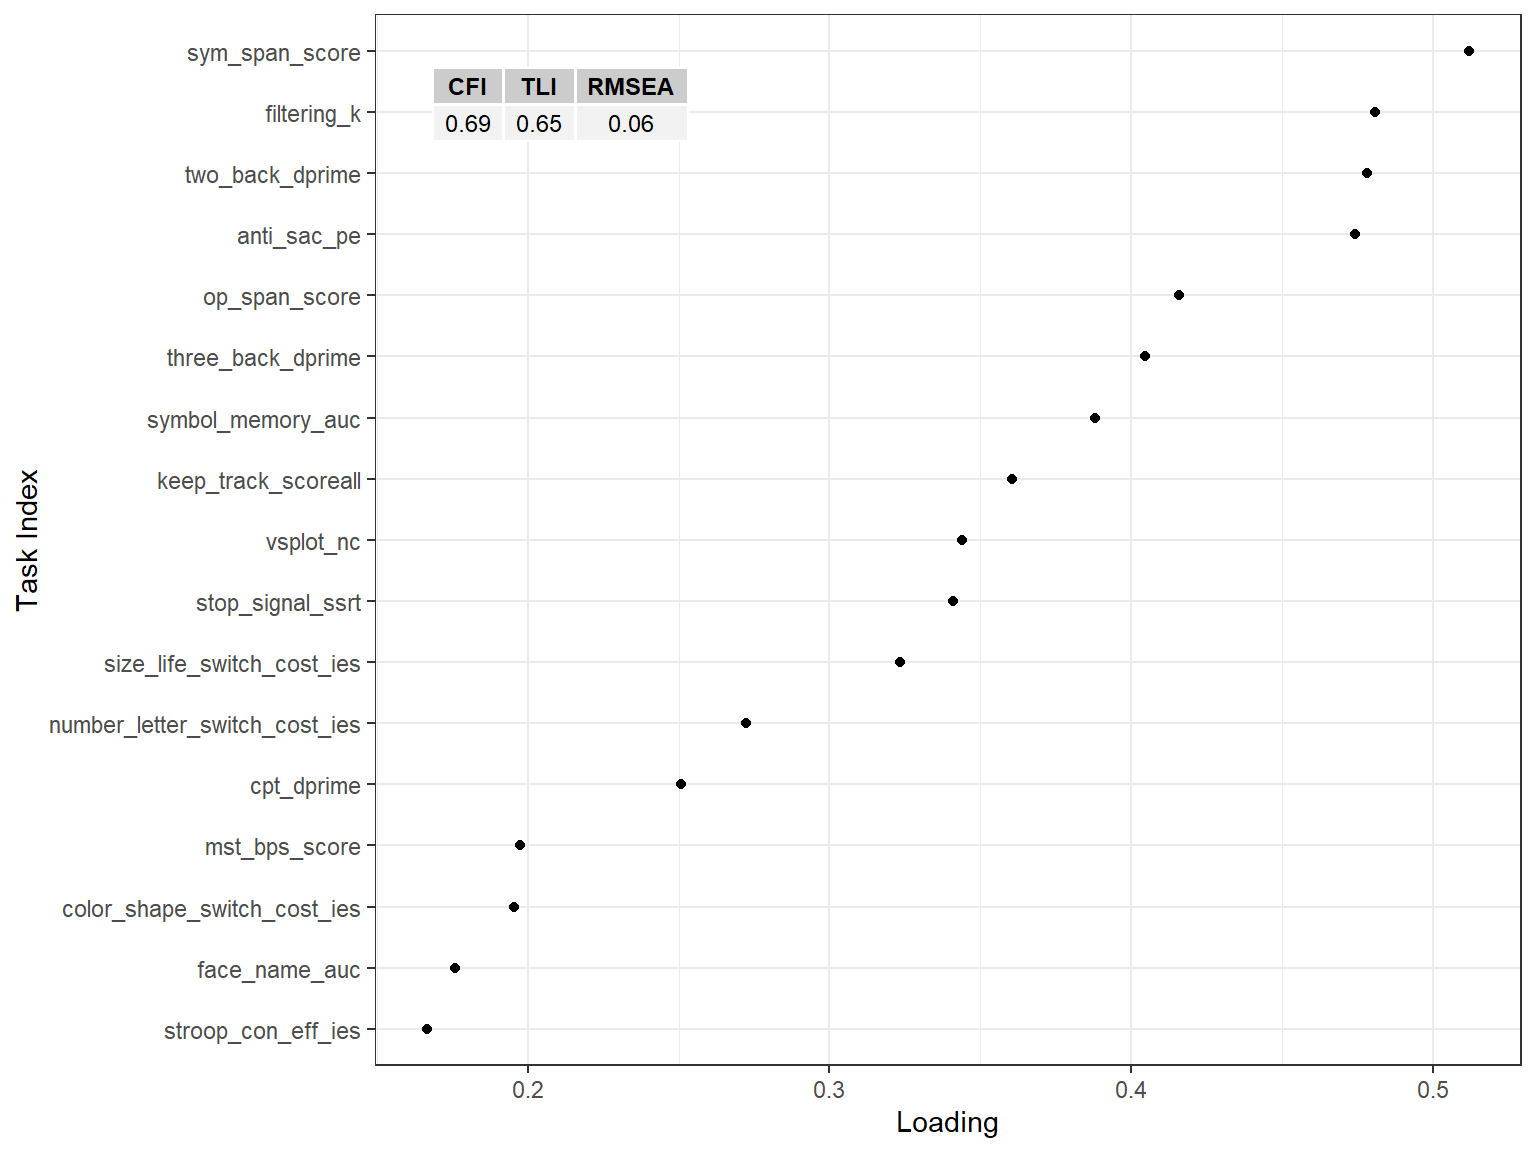 sym_span_score
filtering_k
two_back_dprime
anti_sac_pe
op_span_score
three_back_dprime
symbol_memory_auc
keep_track_scoreall
vsplot_nc
stop_signal_ssrt
size_life_switch_cost_ies
number_letter_switch_cost_ies
cpt_dprime
mst_bps_score
color_shape_switch_cost_ies
face_name_auc
stroop_con_eff_ies
Task Index
CFI TLI RMSEA
0.69 0.65 0.06
0.2 0.3 0.4 0.5
Loading